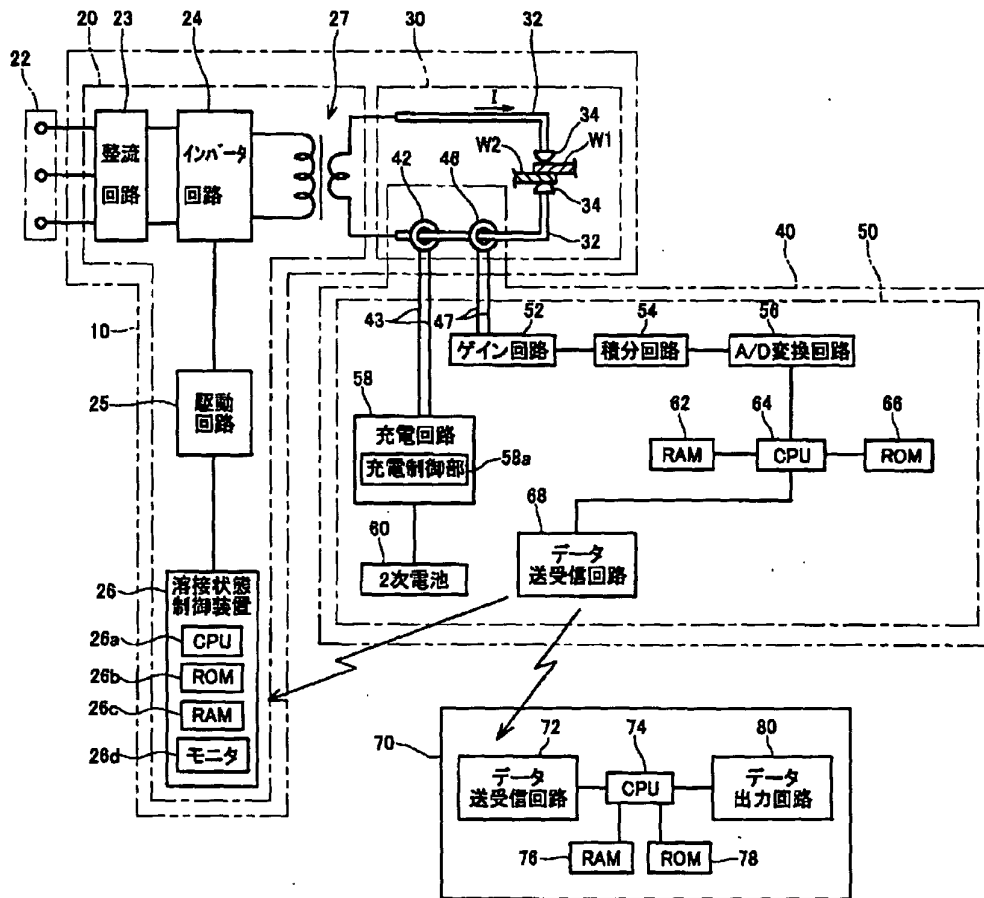 20
23
24
27
30
32
22
整流
回路
インバータ
回路
I
34
W1
W2
34
32
42
46
40
50
10
43
47
52
ゲイン回路
54
積分回路
56
A/D変換回路
25
駆動
回路
58
充電回路
充電制御部
58a
62
RAM
64
CPU
66
ROM
60
2次電池
68
データ
送受信回路
26
溶接状態
制御装置
26a
CPU
26b
ROM
26c
RAM
26d
モニタ
70
72
データ
送受信回路
74
CPU
80
データ
出力回路
76
RAM
ROM
78